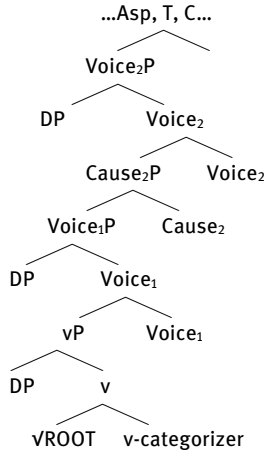 ...Asp, T, C...
Voice₂P
DP Voice₂
Cause₂P Voice₂
Voice₁P Cause₂
DP Voice₁
vP Voice₁
DP v
√ROOT v-categorizer